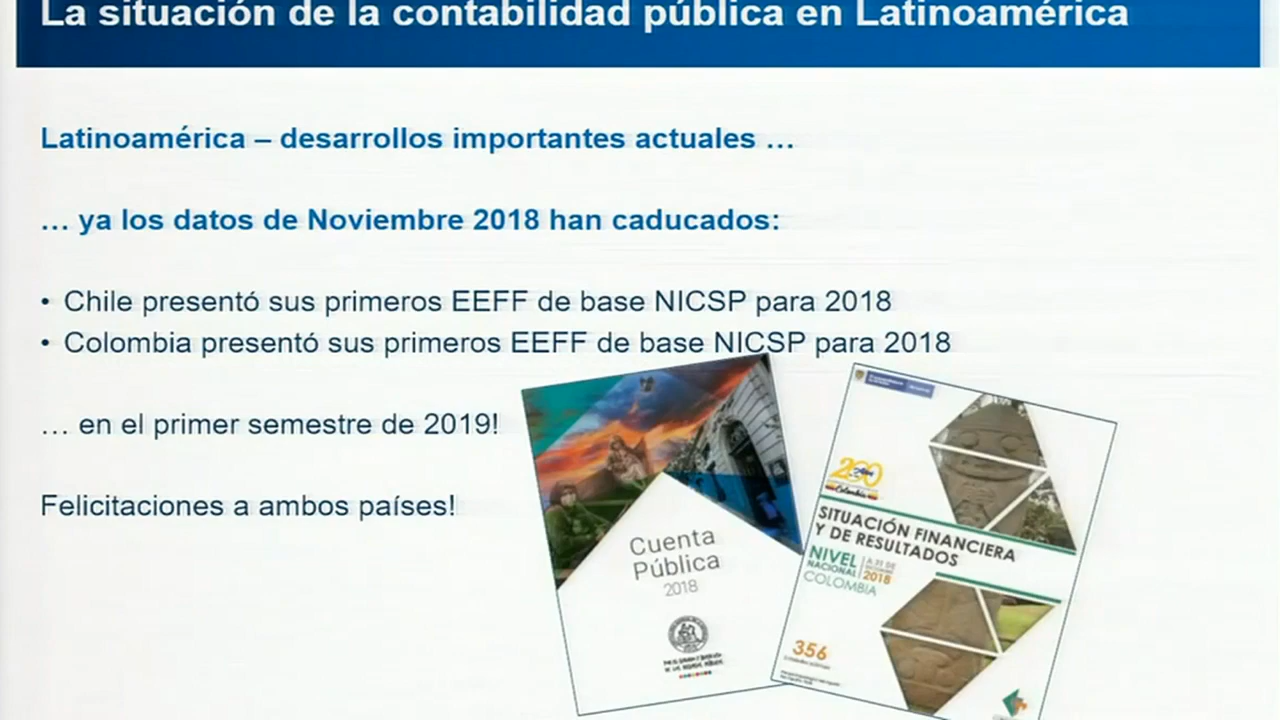 La situación de la contabilidad pública en Latinoamérica
Latinoamérica – desarrollos importantes actuales …
… ya los datos de Noviembre 2018 han caducados:
• Chile presentó sus primeros EEFF de base NICSP para 2018
• Colombia presentó sus primeros EEFF de base NICSP para 2018
… en el primer semestre de 2019!
Felicitaciones a ambos países!
Cuenta
Pública
2018
200
Colombia
SITUACIÓN FINANCIERA
Y DE RESULTADOS
NIVEL
NACIONAL
COLOMBIA
A 31 DE
DICIEMBRE
2018
356